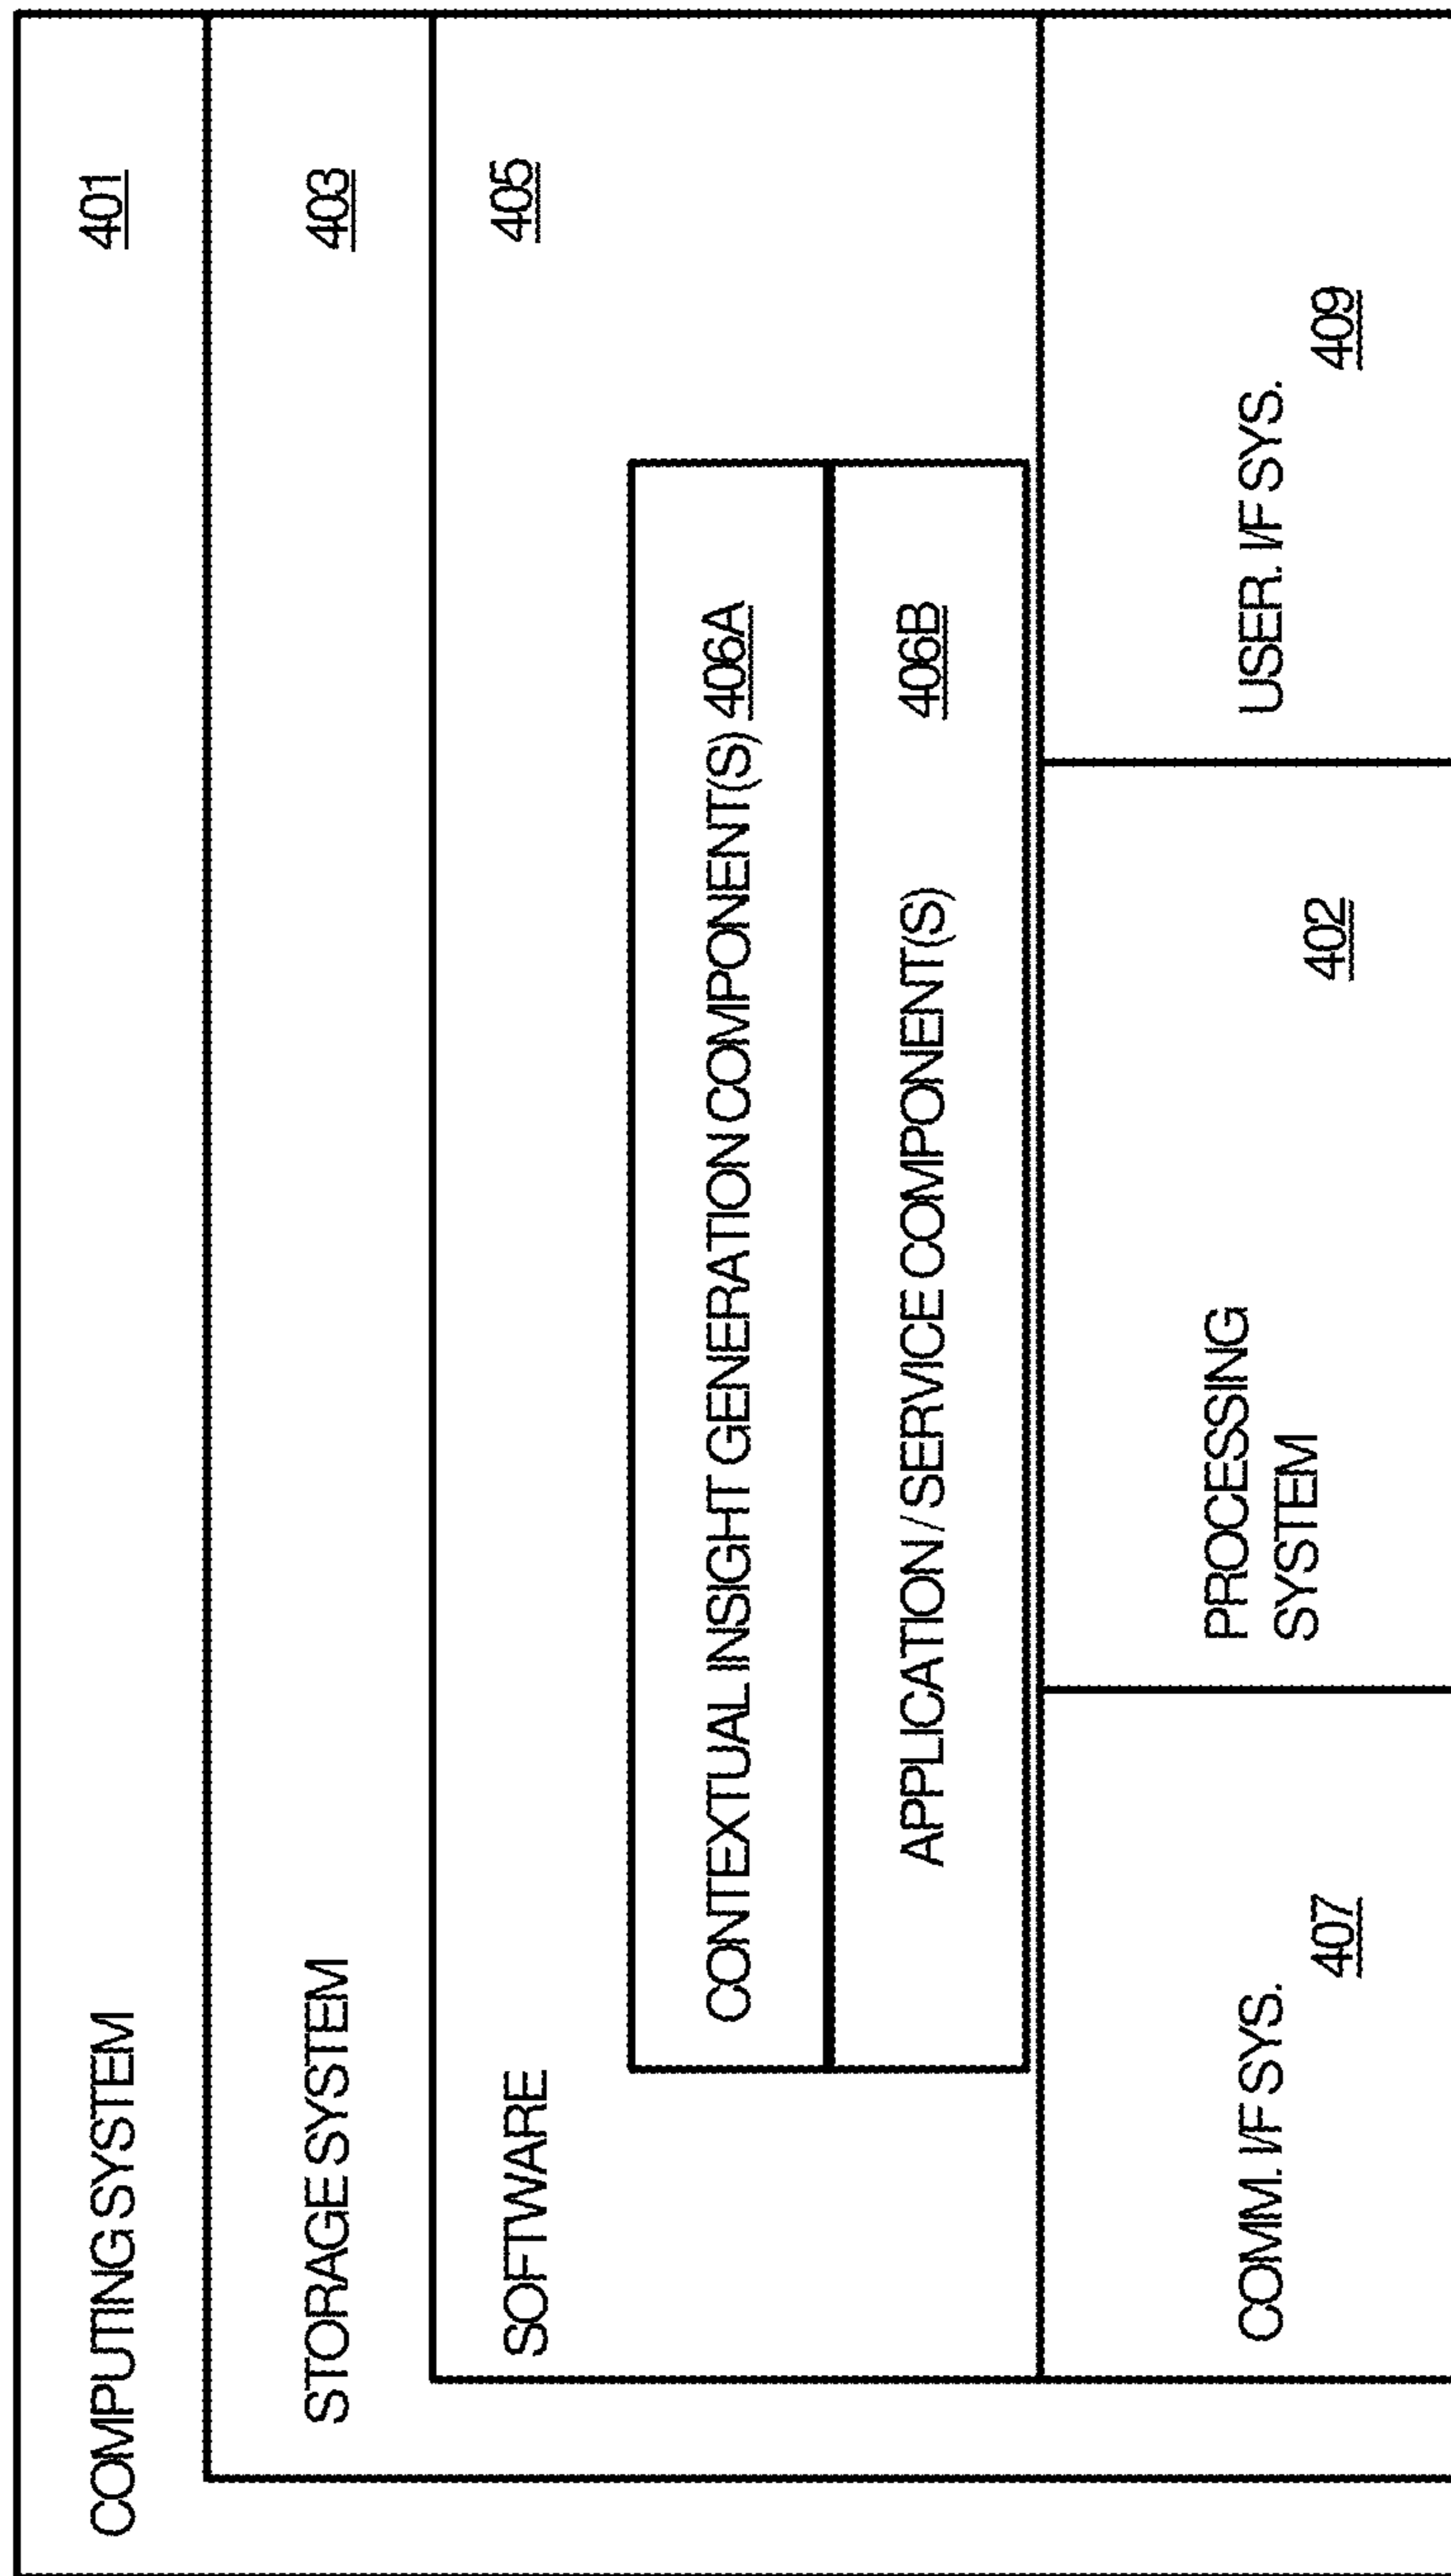 COMPUTING SYSTEM 401
STORAGE SYSTEM 403
SOFTWARE 405
CONTEXTUAL INSIGHT GENERATION COMPONENT(S) 406A
APPLICATION / SERVICE COMPONENT(S) 406B
COMM. I/F SYS.
407
PROCESSING
SYSTEM
402
USER. I/F SYS.
409